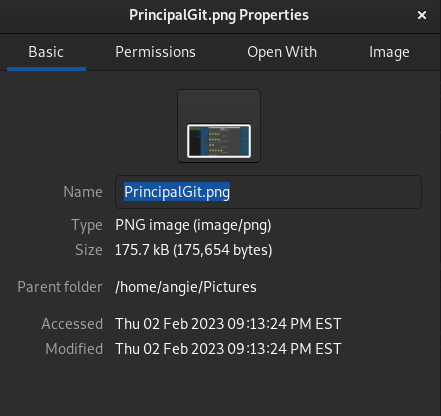 PrincipalGit.png Properties
Basic Permissions Open With Image
Name PrincipalGit.png
Type PNG image (image/png)
Size 175.7 kB (175,654 bytes)
Parent folder /home/angie/Pictures
Accessed Thu 02 Feb 2023 09:13:24 PM EST
Modified Thu 02 Feb 2023 09:13:24 PM EST